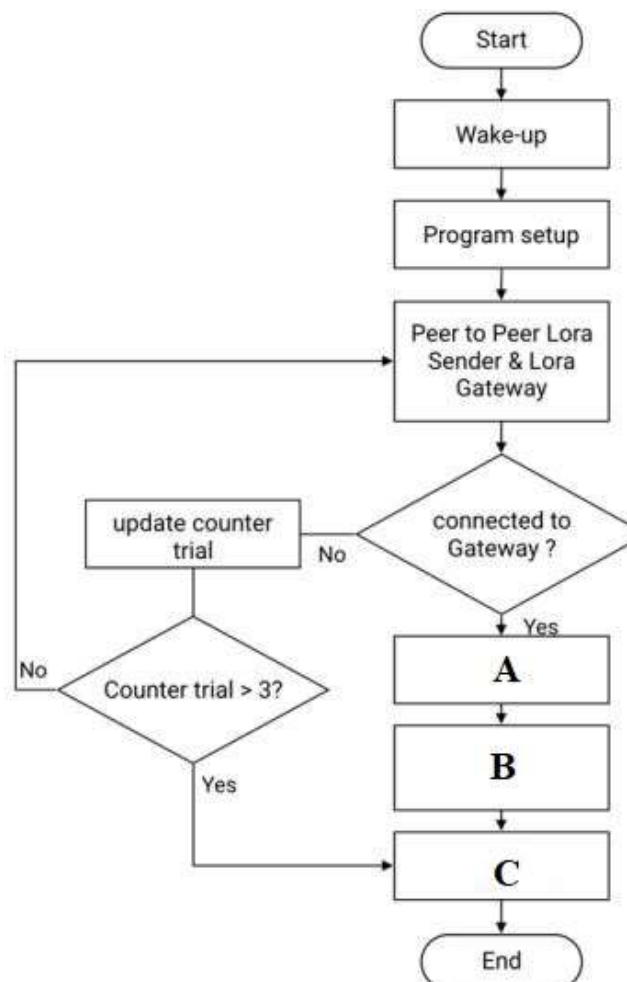 Start
Wake-up
Program setup
Peer to Peer Lora
Sender & Lora
Gateway
connected to
Gateway ?
No
Yes
update counter
trial
Counter trial > 3?
No
Yes
A
B
C
End